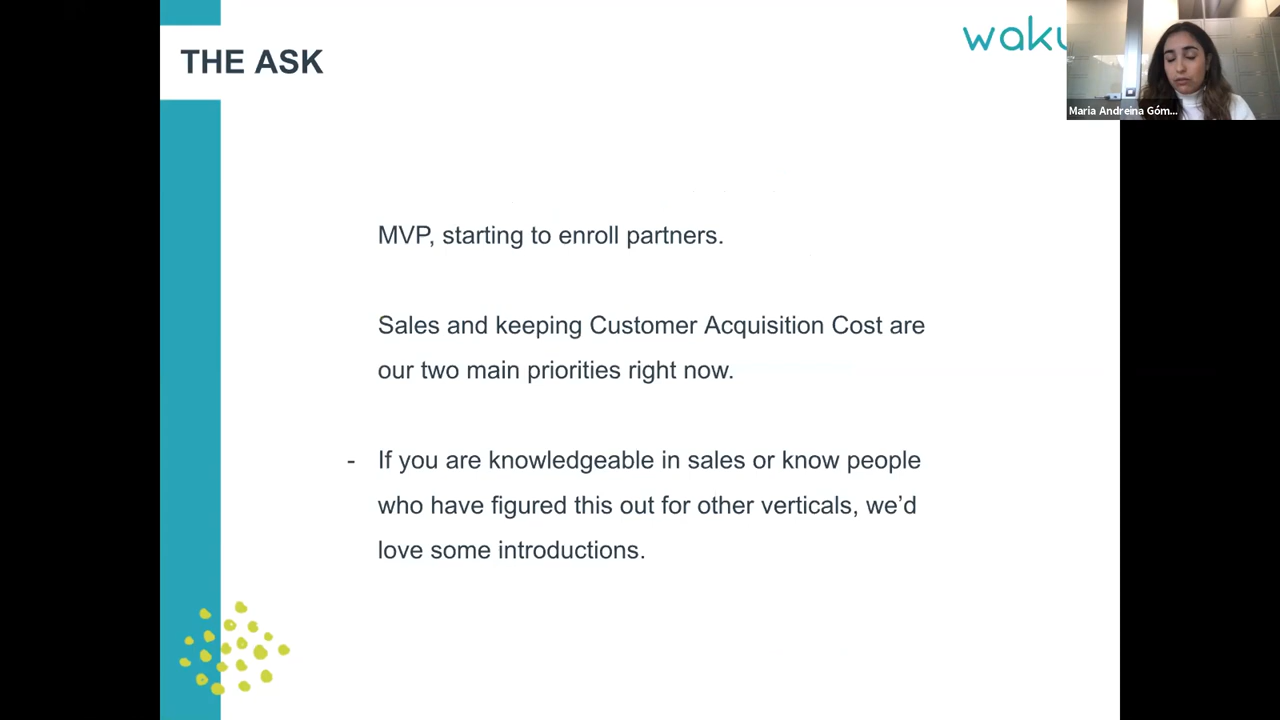 THE ASK
waku
Maria Andreina Góm...
MVP, starting to enroll partners.
Sales and keeping Customer Acquisition Cost are
our two main priorities right now.
- If you are knowledgeable in sales or know people
who have figured this out for other verticals, we’d
love some introductions.